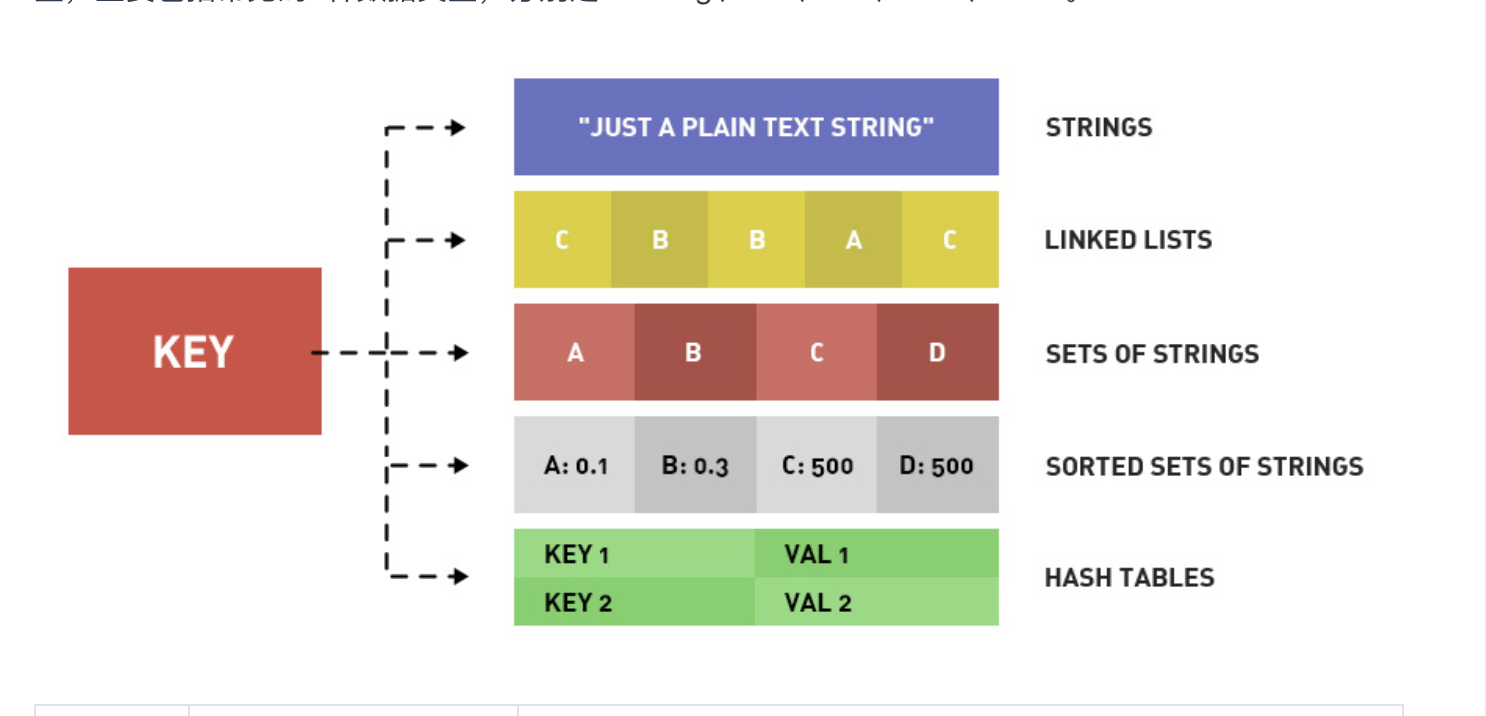 "JUST A PLAIN TEXT STRING"
STRINGS
C B B A C
LINKED LISTS
KEY
A B C D
SETS OF STRINGS
A: 0.1 B: 0.3 C: 500 D: 500
SORTED SETS OF STRINGS
KEY 1 VAL 1
KEY 2 VAL 2
HASH TABLES